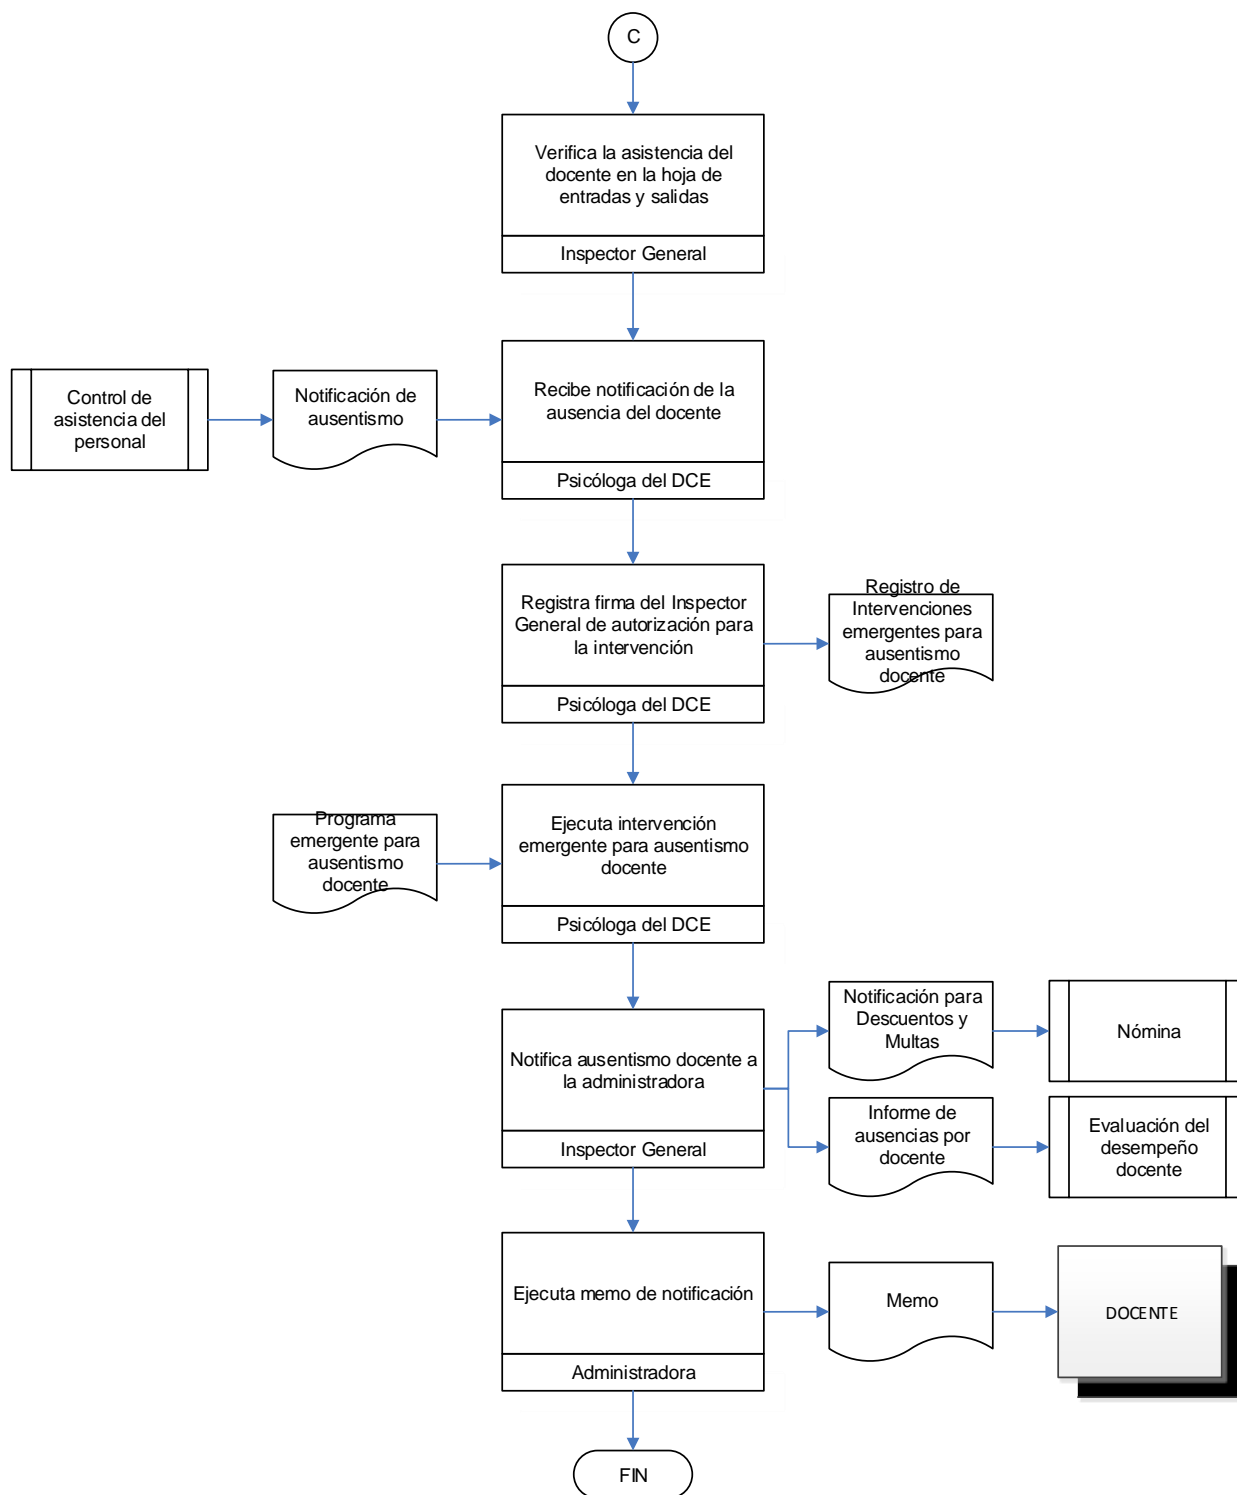 C
Verifica la asistencia del
docente en la hoja de
entradas y salidas
Inspector General
Control de
asistencia del
personal
Notificación de
ausentismo
Recibe notificación de la
ausencia del docente
Psicóloga del DCE
Registra firma del Inspector
General de autorización para
la intervención
Psicóloga del DCE
Registro de
Intervenciones
emergentes para
ausentismo
docente
Programa
emergente para
ausentismo
docente
Ejecuta intervención
emergente para ausentismo
docente
Psicóloga del DCE
Notifica ausentismo docente a
la administradora
Inspector General
Notificación para
Descuentos y
Multas
Nómina
Informe de
ausencias por
docente
Evaluación del
desempeño
docente
Ejecuta memo de notificación
Administradora
Memo
DOCENTE
FIN